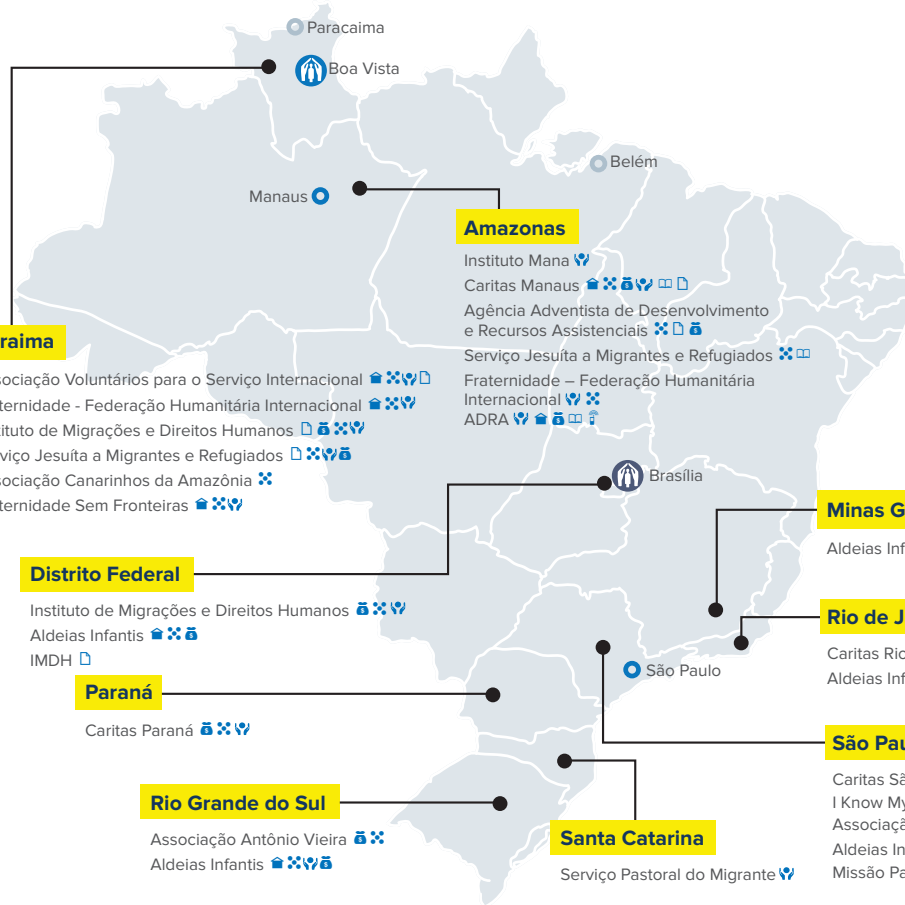 Paracaima
Boa Vista
Belém
Manaus
Amazonas
Instituto Mana
Caritas Manaus
Agência Adventista de Desenvolvimento
e Recursos Assistenciais
Serviço Jesuíta a Migrantes e Refugiados
Fraternidade – Federação Humanitária
Internacional
ADRA
raima
sociação Voluntários para o Serviço Internacional
ternidade - Federação Humanitária Internacional
tituto de Migrações e Direitos Humanos
viço Jesuíta a Migrantes e Refugiados
sociação Canarinhos da Amazônia
ternidade Sem Fronteiras
Brasília
Minas G
Aldeias Inf
Distrito Federal
Instituto de Migrações e Direitos Humanos
Aldeias Infantis
IMDH
Rio de J
Caritas Rio
Aldeias Inf
São Paulo
Paraná
Caritas Paraná
São Pau
Caritas Sã
I Know My
Associaçã
Aldeias In
Missão Pa
Rio Grande do Sul
Associação Antônio Vieira
Aldeias Infantis
Santa Catarina
Serviço Pastoral do Migrante